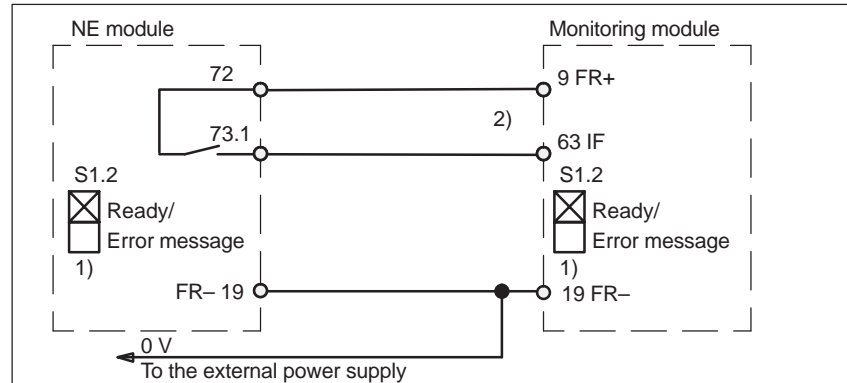 NE module
Monitoring module
72
9 FR+
2)
73.1
63 IF
S1.2
Ready/
Error message
1)
S1.2
Ready/
Error message
1)
FR– 19
19 FR–
0 V
To the external power supply